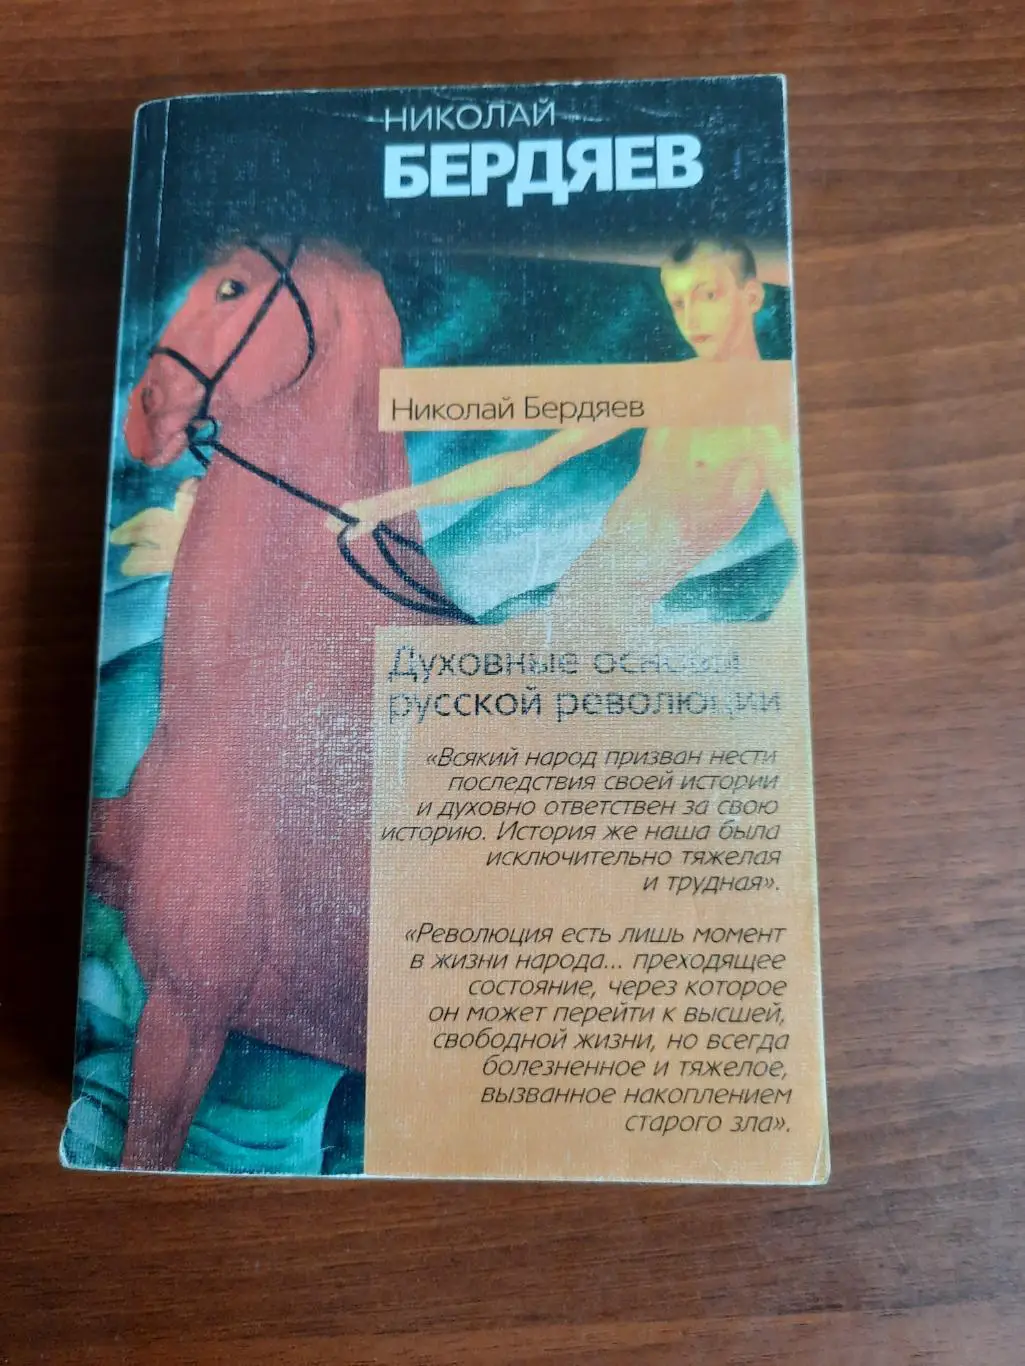 НИКОЛАЙ
БЕРДЯЕВ
Николай Бердяев
Духовные основы
русской революции
«Всякий народ призван нести
последствия своей истории
и духовно ответствен за свою
историю. История же наша была
исключительно тяжелая
и трудная».
«Революция есть лишь момент
в жизни народа... преходящее
состояние, через которое
он может перейти к высшей,
свободной жизни, но всегда
болезненное и тяжелое,
вызванное накоплением
старого зла».